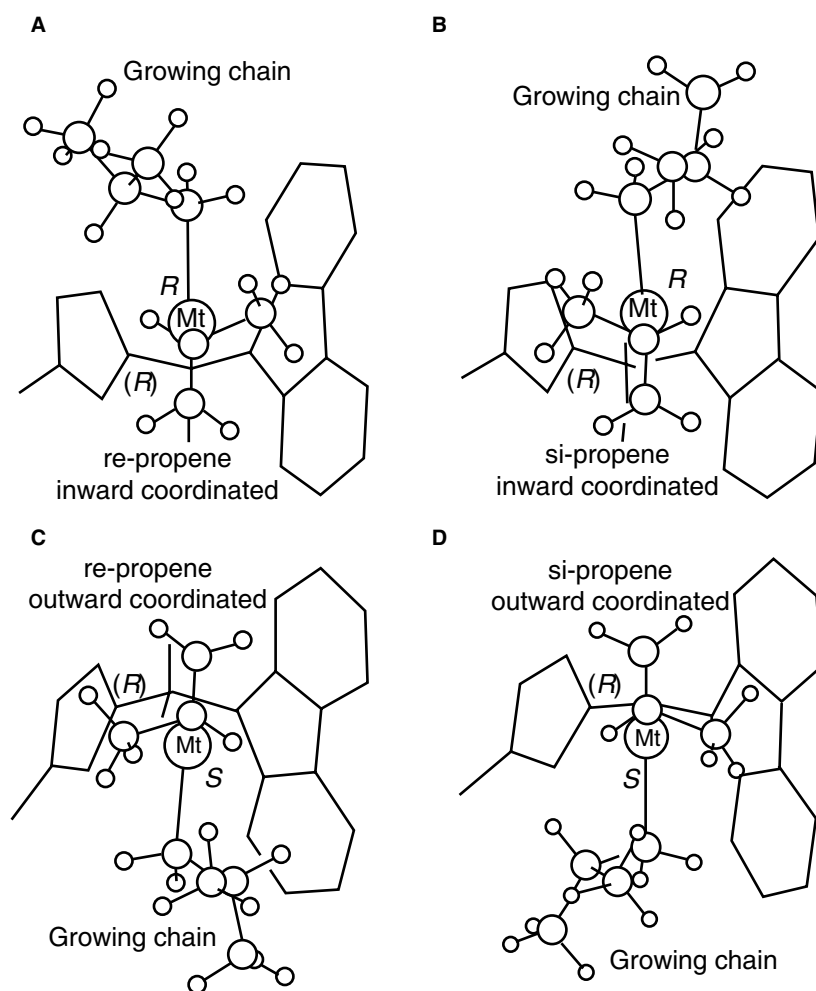 A
Growing chain
R
Mt
(R)
re-propene
inward coordinated
B
Growing chain
R
Mt
(R)
si-propene
inward coordinated
C
re-propene
outward coordinated
(R)
Mt
S
Growing chain
D
si-propene
outward coordinated
(R)
Mt
S
Growing chain